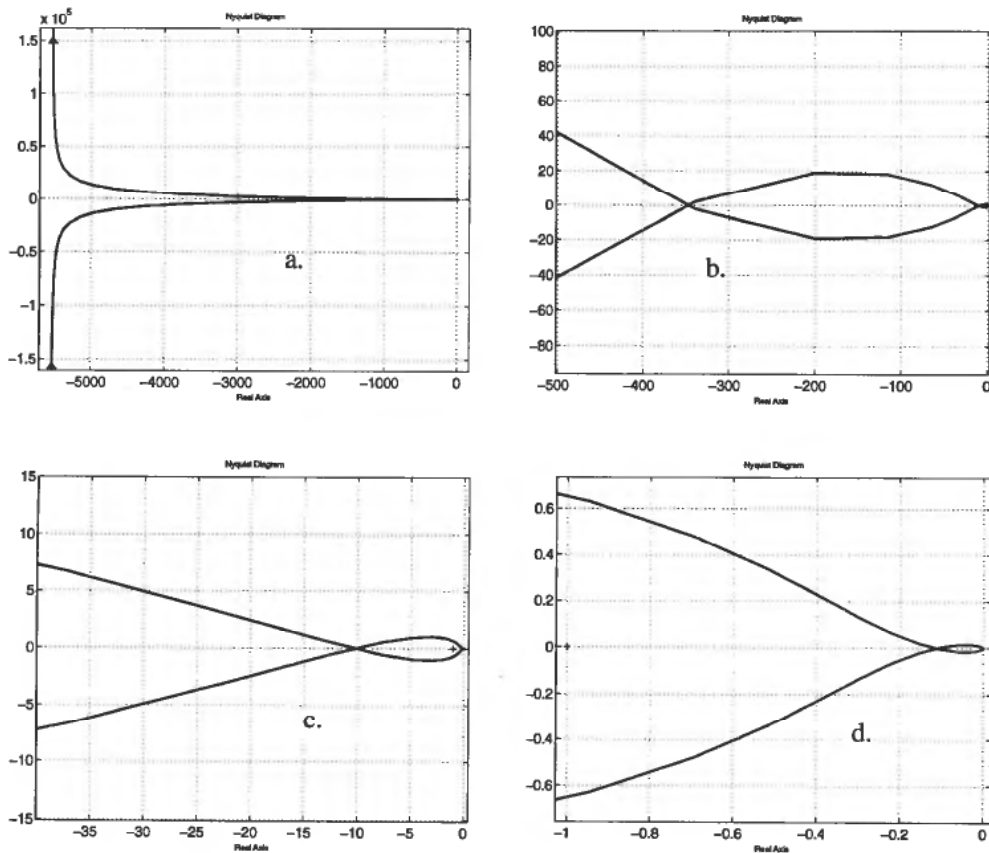 × 10⁵
Nyquist Diagram
1.5
1
0.5
0
−0.5
−1
−1.5
a.
−5000 −4000 −3000 −2000 −1000 0
Real Axis
100
80
60
40
20
0
−20
−40
−60
−80
b.
−500 −400 −300 −200 −100 0
Real Axis
Nyquist Diagram
15
10
5
0
−5
−10
−15
c.
−35 −30 −25 −20 −15 −10 −5 0
Real Axis
Nyquist Diagram
0.6
0.4
0.2
0
−0.2
−0.4
−0.6
d.
−1 −0.8 −0.6 −0.4 −0.2 0
Real Axis